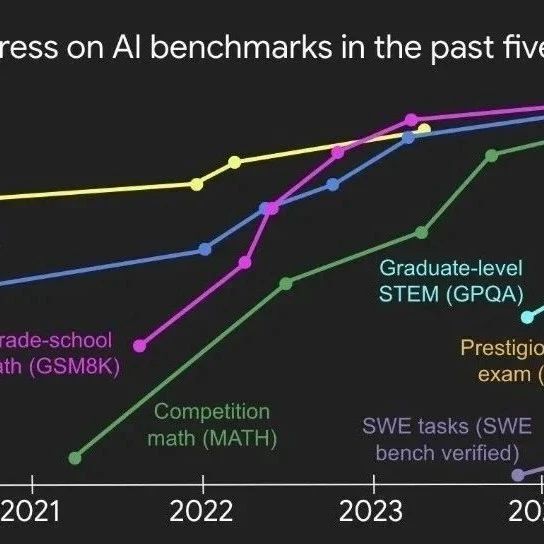 ress on AI benchmarks in the past five
Graduate-level
STEM (GPQA)
rade-school
ath (GSM8K)
Prestigio
exam (
Competition
math (MATH)
SWE tasks (SWE
bench verified)
2021 2022 2023 20